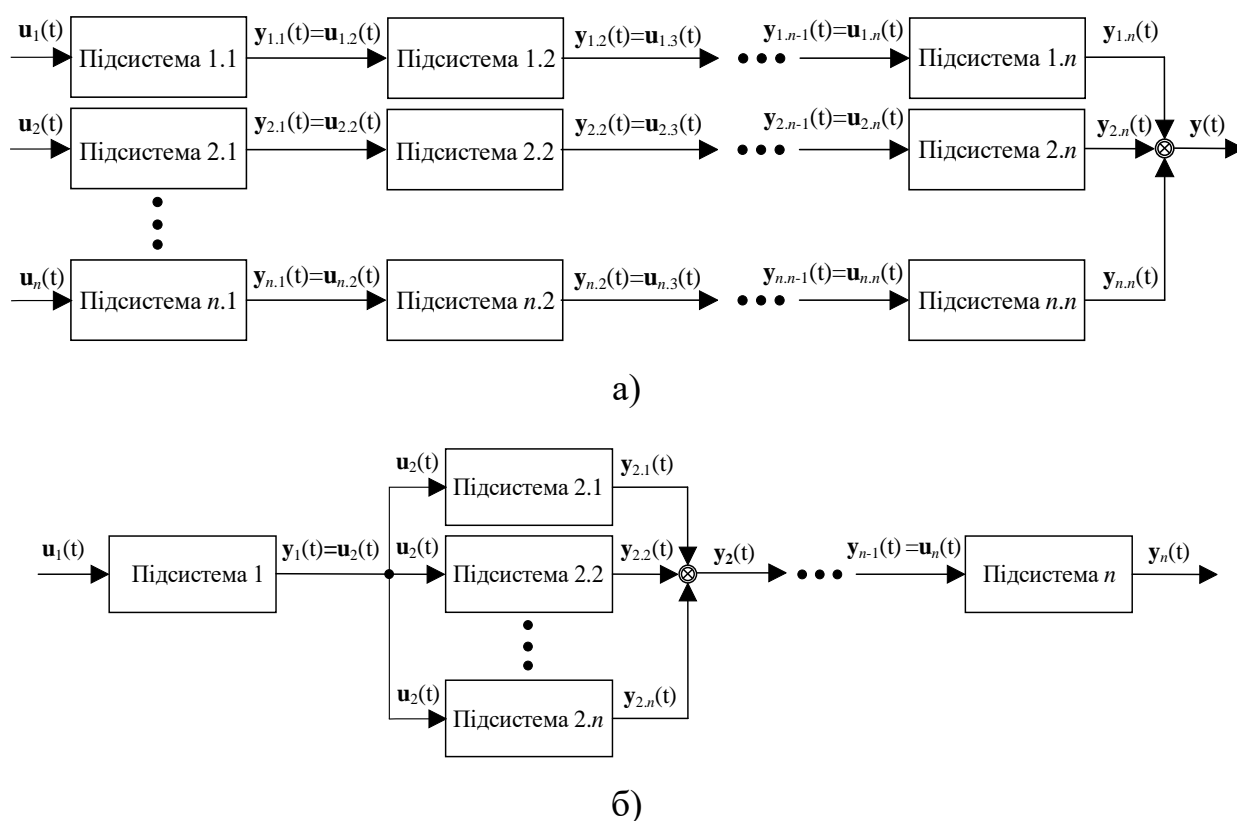 u₁(t) Підсистема 1.1 y₁.₁(t)=u₁.₂(t) Підсистема 1.2 y₁.₂(t)=u₁.₃(t) ••• y₁.ₙ₋₁(t)=u₁.ₙ(t) Підсистема 1.n y₁.ₙ(t)
u₂(t) Підсистема 2.1 y₂.₁(t)=u₂.₂(t) Підсистема 2.2 y₂.₂(t)=u₂.₃(t) ••• y₂.ₙ₋₁(t)=u₂.ₙ(t) Підсистема 2.n y₂.ₙ(t) y(t)
uₙ(t) Підсистема n.1 yₙ.₁(t)=uₙ.₂(t) Підсистема n.2 yₙ.₂(t)=uₙ.₃(t) ••• yₙ.ₙ₋₁(t)=uₙ.ₙ(t) Підсистема n.n yₙ.ₙ(t)
а)
u₂(t) Підсистема 2.1 y₂.₁(t)
u₁(t) Підсистема 1 y₁(t)=u₂(t) u₂(t) Підсистема 2.2 y₂.₂(t) y₂(t) ••• yₙ₋₁(t) =uₙ(t) Підсистема n yₙ(t)
u₂(t) Підсистема 2.n y₂.ₙ(t)
б)